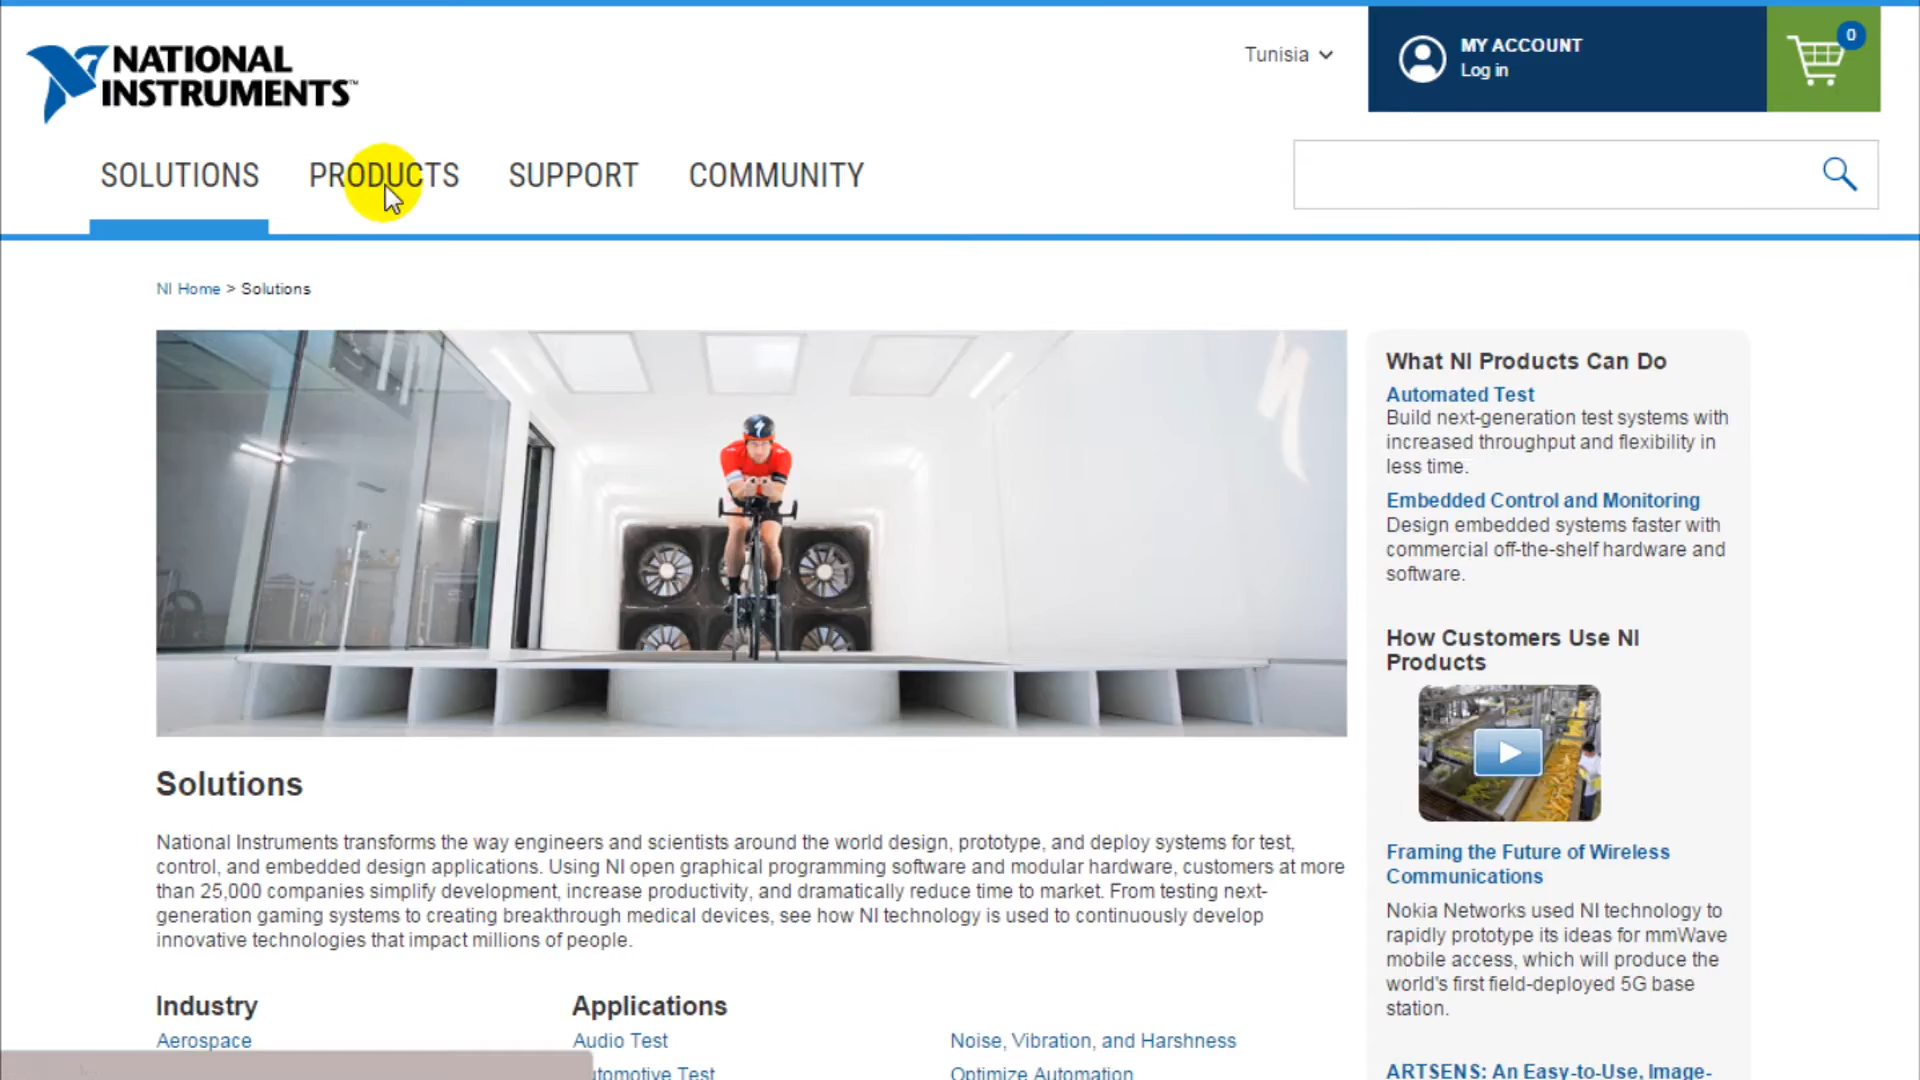 NATIONAL
INSTRUMENTS™
Tunisia
MY ACCOUNT
Log in
0
SOLUTIONS
PRODUCTS
SUPPORT
COMMUNITY
NI Home > Solutions
What NI Products Can Do
Automated Test
Build next-generation test systems with
increased throughput and flexibility in
less time.
Embedded Control and Monitoring
Design embedded systems faster with
commercial off-the-shelf hardware and
software.
How Customers Use NI
Products
Framing the Future of Wireless
Communications
Nokia Networks used NI technology to
rapidly prototype its ideas for mmWave
mobile access, which will produce the
world's first field-deployed 5G base
station.
ARTSENS: An Easy-to-Use, Image-
Solutions
National Instruments transforms the way engineers and scientists around the world design, prototype, and deploy systems for test,
control, and embedded design applications. Using NI open graphical programming software and modular hardware, customers at more
than 25,000 companies simplify development, increase productivity, and dramatically reduce time to market. From testing next-
generation gaming systems to creating breakthrough medical devices, see how NI technology is used to continuously develop
innovative technologies that impact millions of people.
Industry
Aerospace
Applications
Audio Test
utomotive Test
Noise, Vibration, and Harshness
Optimize Automation